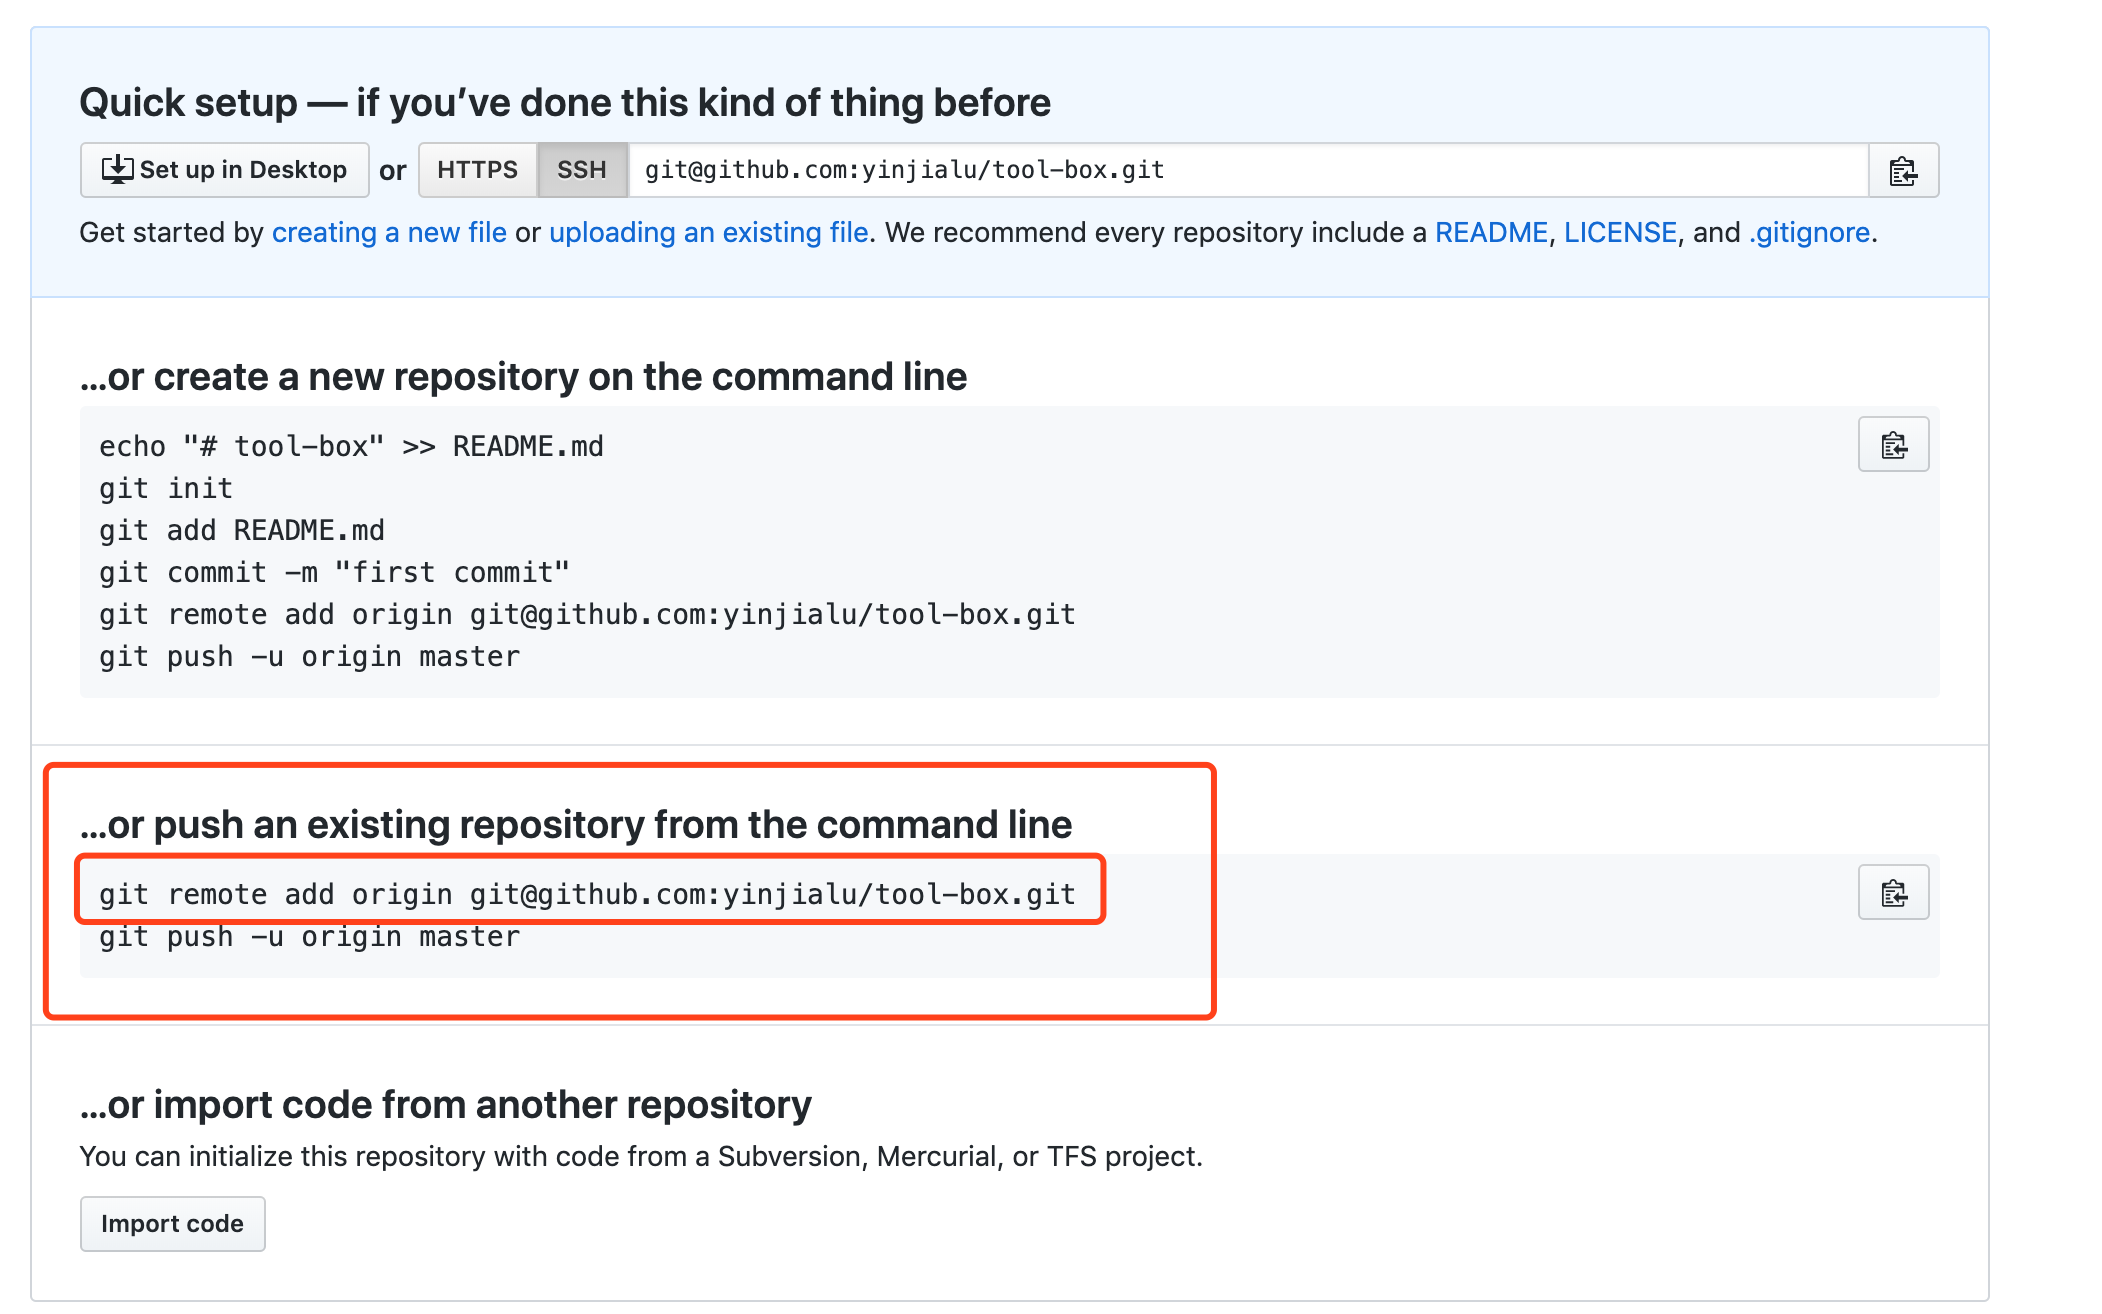 Quick setup — if you’ve done this kind of thing before
Set up in Desktop or HTTPS SSH git@github.com:yinjialu/tool-box.git
Get started by creating a new file or uploading an existing file. We recommend every repository include a README, LICENSE, and .gitignore.
…or create a new repository on the command line
echo "# tool-box" >> README.md
git init
git add README.md
git commit -m "first commit"
git remote add origin git@github.com:yinjialu/tool-box.git
git push -u origin master
…or push an existing repository from the command line
git remote add origin git@github.com:yinjialu/tool-box.git
git push -u origin master
…or import code from another repository
You can initialize this repository with code from a Subversion, Mercurial, or TFS project.
Import code